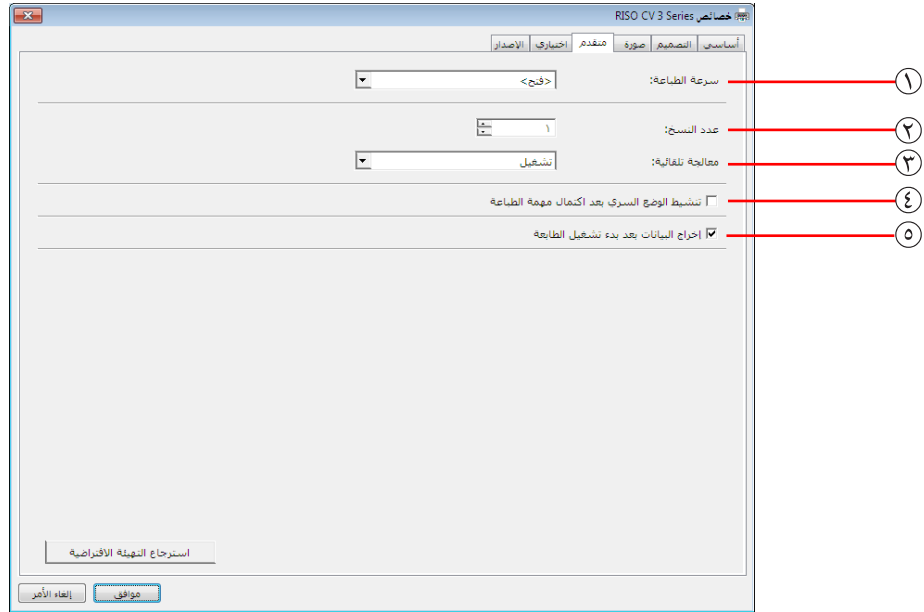 خصائص RISO CV 3 Series
أساسي التصميم صورة متقدم اختياري الاصدار
سرعة الطباعة: <فتح> ١
عدد النسخ: ١ ٢
معالجة تلقائية: تشغيل ٣
تنشيط الوضع السري بعد اكتمال مهمة الطباعة ٤
إخراج البيانات بعد بدء تشغيل الطابعة ٥
استرجاع التهيئة الافتراضية
موافق إلغاء الأمر